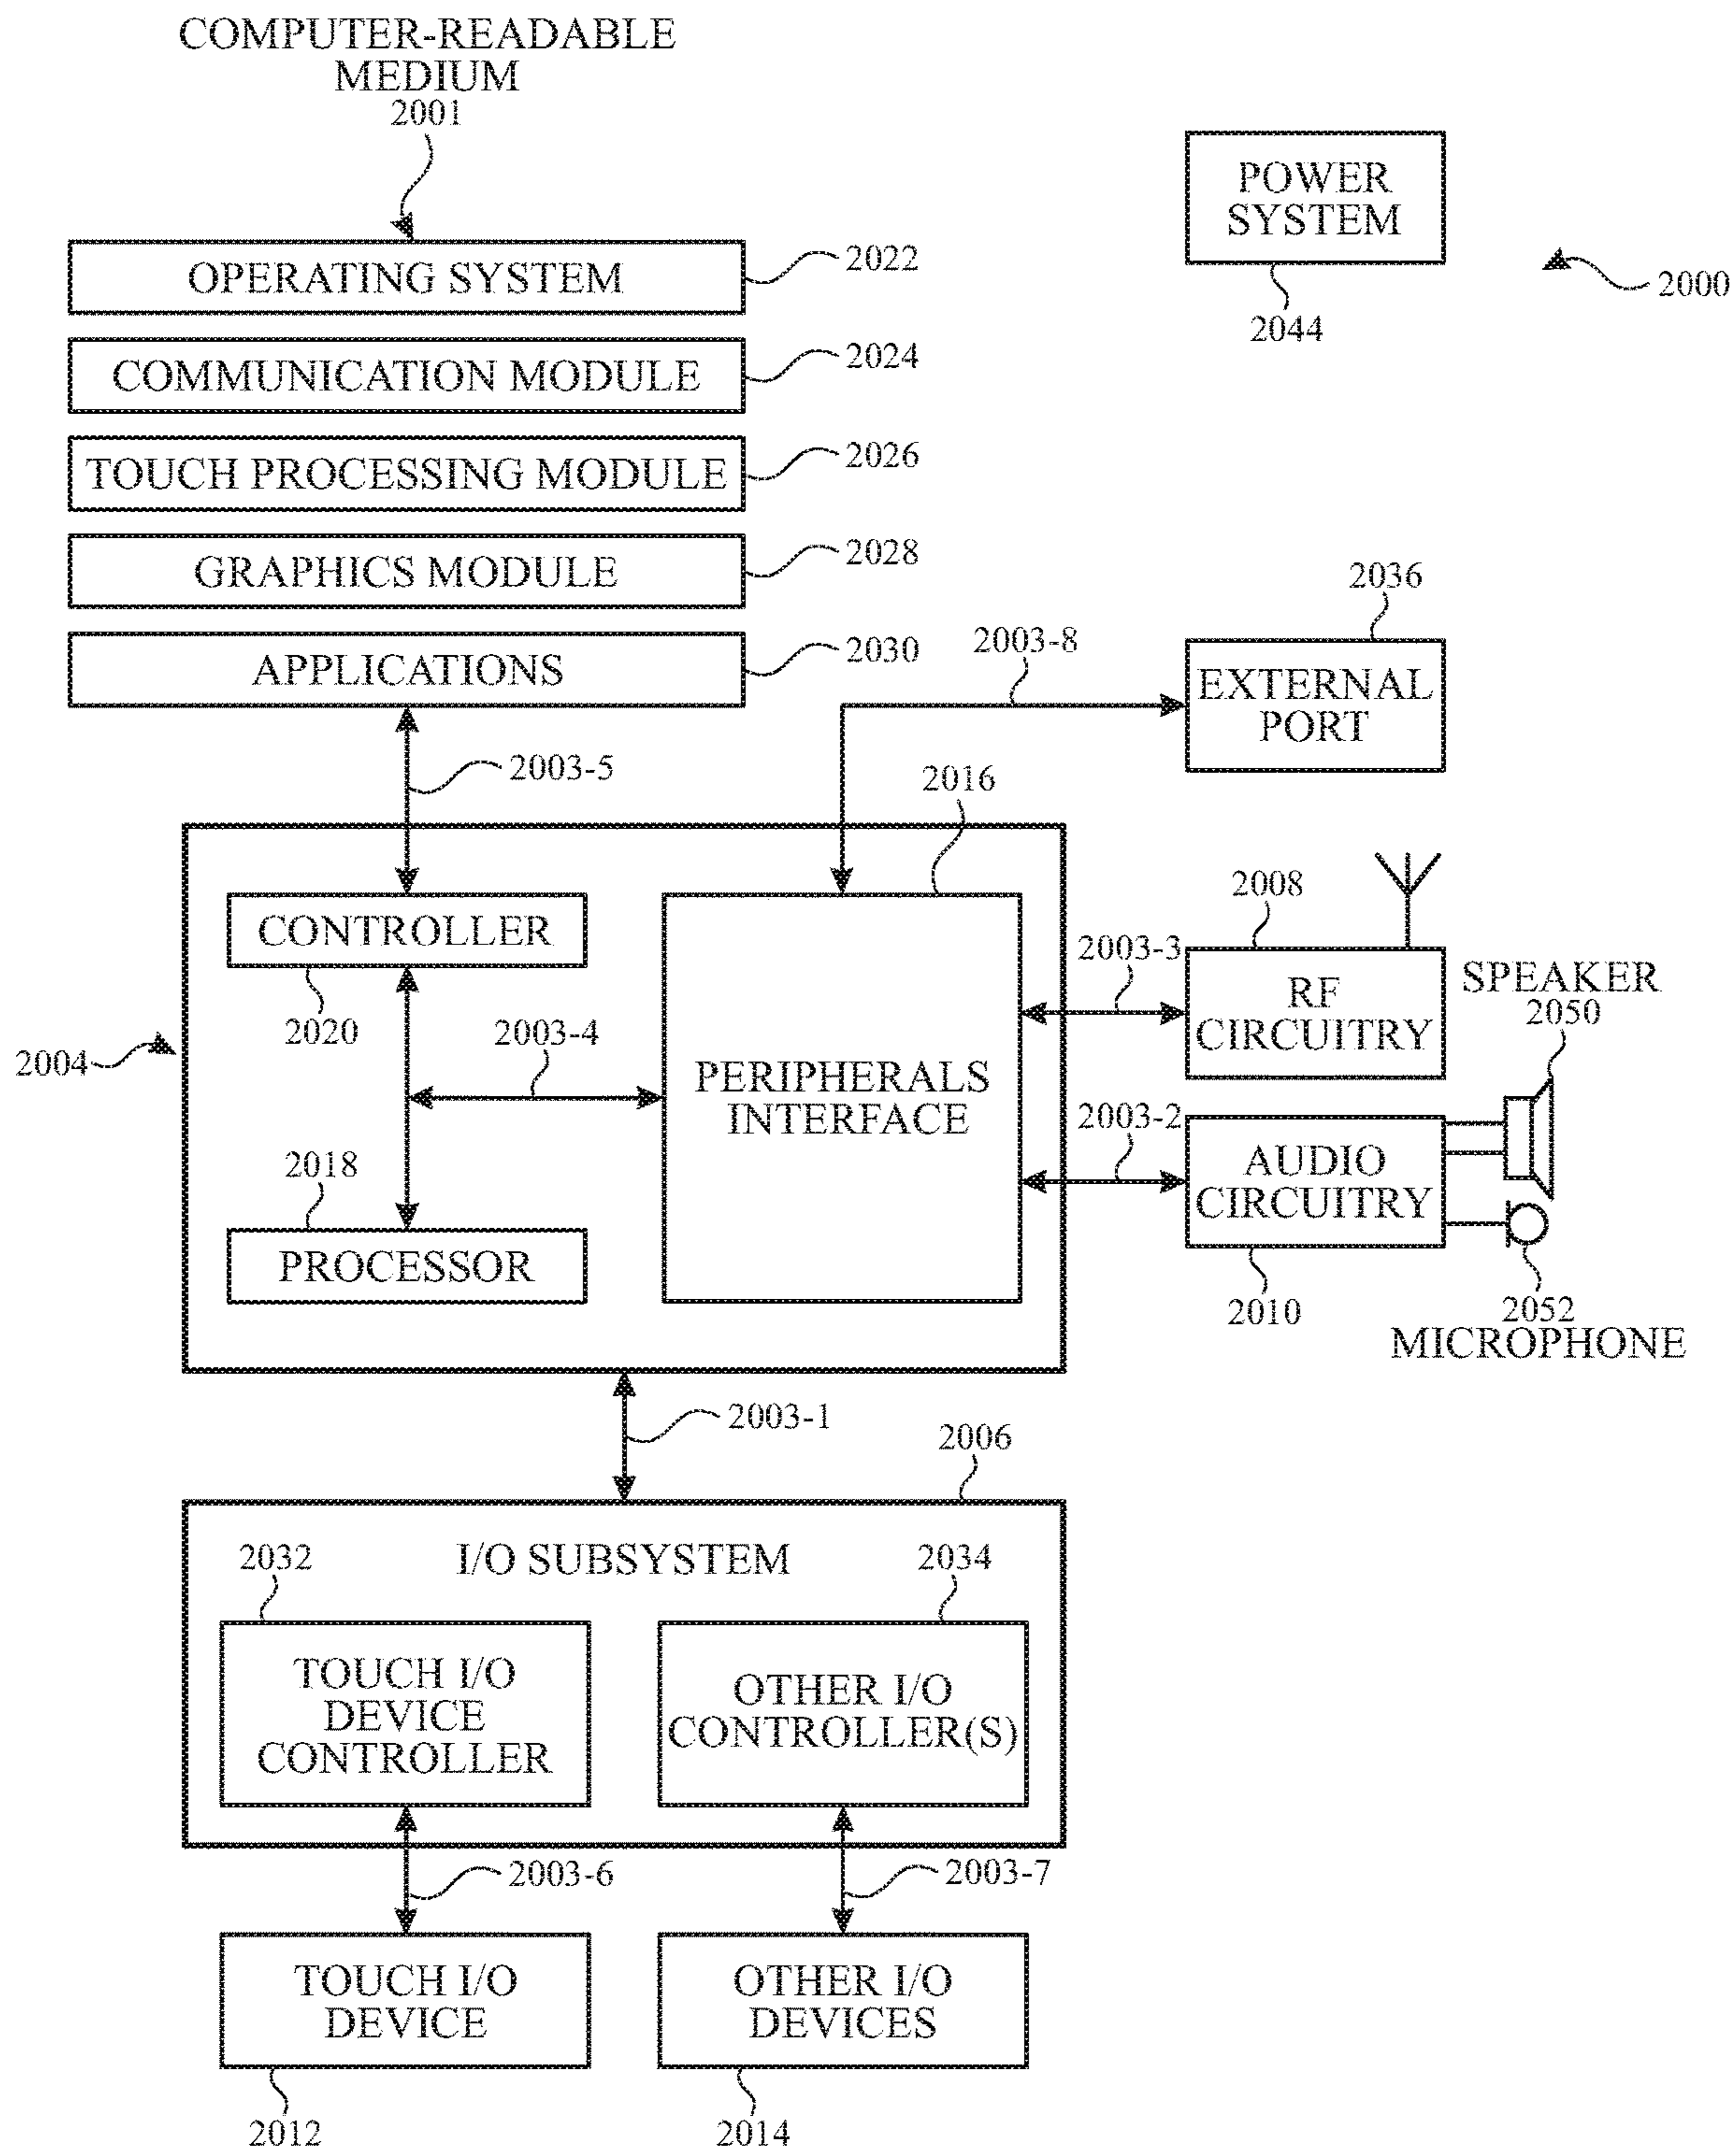 COMPUTER-READABLE
MEDIUM
2001
POWER
SYSTEM
2044
2000
OPERATING SYSTEM
2022
COMMUNICATION MODULE
2024
TOUCH PROCESSING MODULE
2026
GRAPHICS MODULE
2028
APPLICATIONS
2030
2003-8
2036
EXTERNAL
PORT
2003-5
2016
2004
CONTROLLER
2020
2003-4
PERIPHERALS
INTERFACE
2018
PROCESSOR
2003-3
2008
RF
CIRCUITRY
SPEAKER
2050
2003-2
AUDIO
CIRCUITRY
2010
2052
MICROPHONE
2003-1
2006
I/O SUBSYSTEM
2032
TOUCH I/O
DEVICE
CONTROLLER
2034
OTHER I/O
CONTROLLER(S)
2003-6
2003-7
TOUCH I/O
DEVICE
2012
OTHER I/O
DEVICES
2014